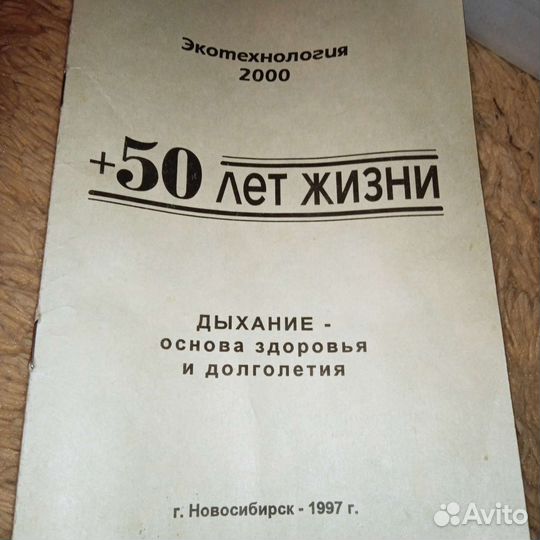 Экотехнология
2000
+50 лет жизни
ДЫХАНИЕ -
основа здоровья
и долголетия
г. Новосибирск - 1997 г.
Avito